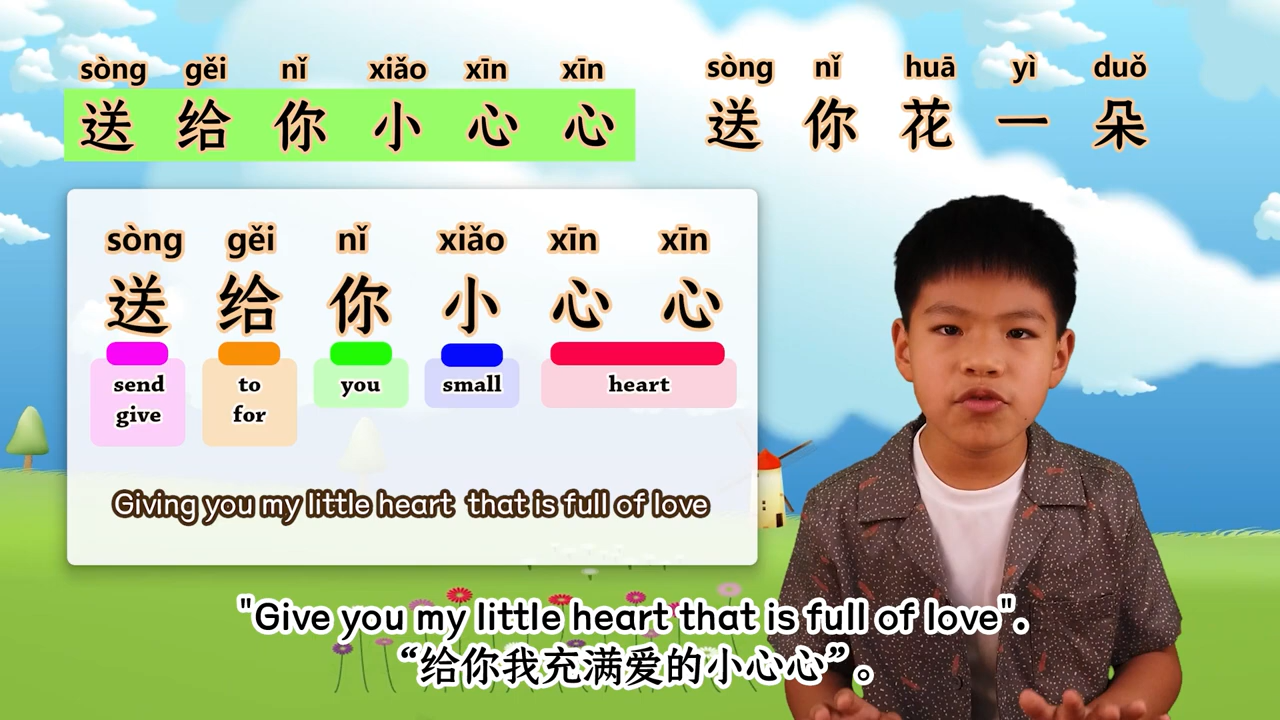 sòng gěi nǐ xiǎo xīn xīn
送给你小心心
sòng nǐ huā yì duǒ
送你花一朵
sòng gěi nǐ xiǎo xīn xīn
送给你小心心
send to you small heart
give for
Giving you my little heart that is full of love
"Give you my little heart that is full of love".
“给你我充满爱的小心心”。